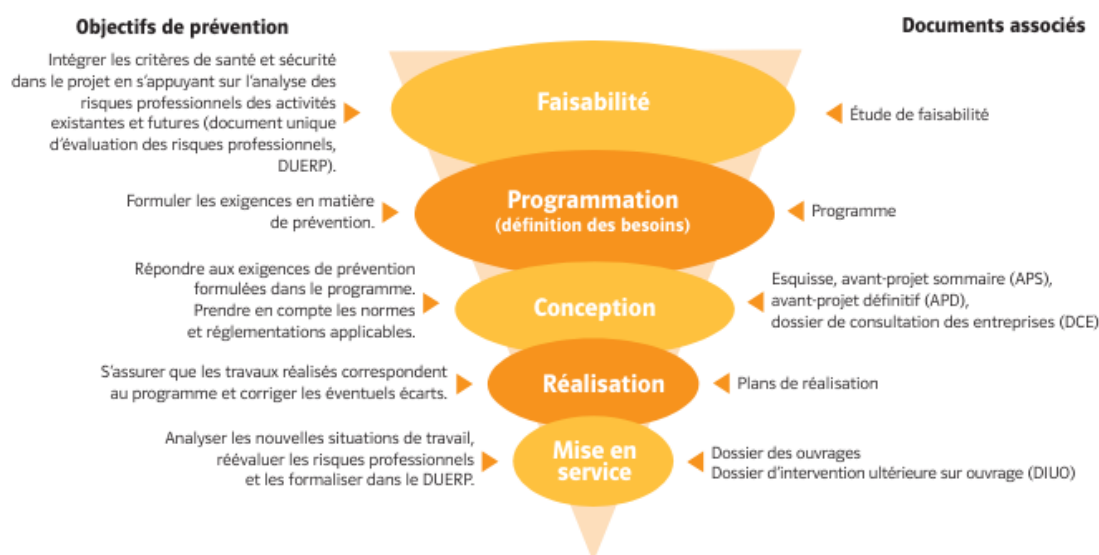 Objectifs de prévention
Documents associés
Intégrer les critères de santé et sécurité
dans le projet en s'appuyant sur l'analyse des
risques professionnels des activités
existantes et futures (document unique
d'évaluation des risques professionnels,
DUERP).
Faisabilité
Étude de faisabilité
Formuler les exigences en matière
de prévention.
Programmation
(définition des besoins)
Programme
Répondre aux exigences de prévention
formulées dans le programme.
Prendre en compte les normes
et réglementations applicables.
Conception
Esquisse, avant-projet sommaire (APS),
avant-projet définitif (APD),
dossier de consultation des entreprises (DCE)
S'assurer que les travaux réalisés correspondent
au programme et corriger les éventuels écarts.
Réalisation
Plans de réalisation
Analyser les nouvelles situations de travail,
réévaluer les risques professionnels
et les formaliser dans le DUERP.
Mise en
service
Dossier des ouvrages
Dossier d'intervention ultérieure sur ouvrage (DIUO)